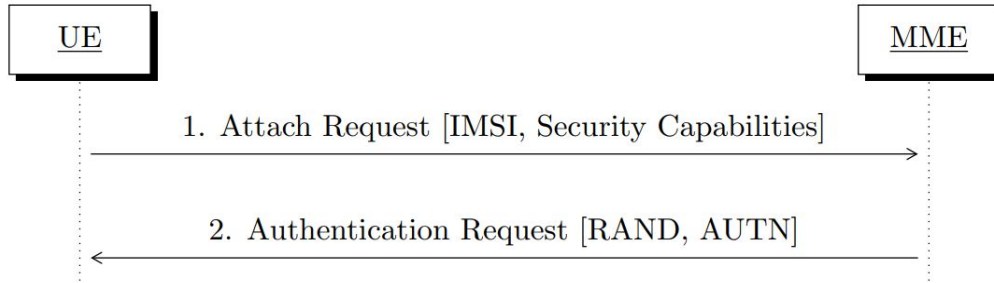 UE
MME
1. Attach Request [IMSI, Security Capabilities]
2. Authentication Request [RAND, AUTN]